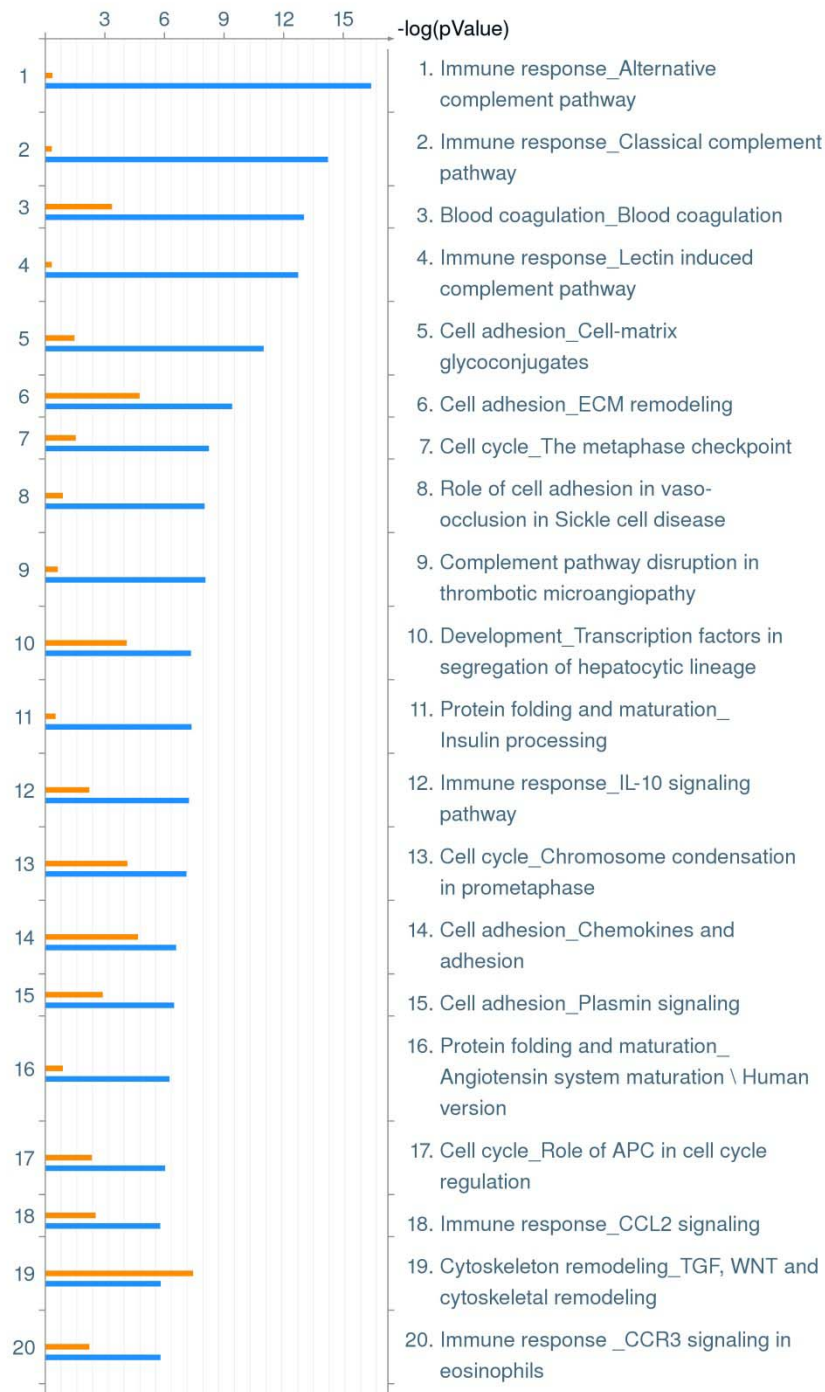 3 6 9 12 15
-log(pValue)
1
1. Immune response_Alternative
complement pathway
2
2. Immune response_Classical complement
pathway
3
3. Blood coagulation_Blood coagulation
4
4. Immune response_Lectin induced
complement pathway
5
5. Cell adhesion_Cell-matrix
glycoconjugates
6
6. Cell adhesion_ECM remodeling
7
7. Cell cycle_The metaphase checkpoint
8
8. Role of cell adhesion in vaso-
occlusion in Sickle cell disease
9
9. Complement pathway disruption in
thrombotic microangiopathy
10
10. Development_Transcription factors in
segregation of hepatocytic lineage
11
11. Protein folding and maturation_
Insulin processing
12
12. Immune response_IL-10 signaling
pathway
13
13. Cell cycle_Chromosome condensation
in prometaphase
14
14. Cell adhesion_Chemokines and
adhesion
15
15. Cell adhesion_Plasmin signaling
16
16. Protein folding and maturation_
Angiotensin system maturation \ Human
version
17
17. Cell cycle_Role of APC in cell cycle
regulation
18
18. Immune response_CCL2 signaling
19
19. Cytoskeleton remodeling_TGF, WNT and
cytoskeletal remodeling
20
20. Immune response _CCR3 signaling in
eosinophils